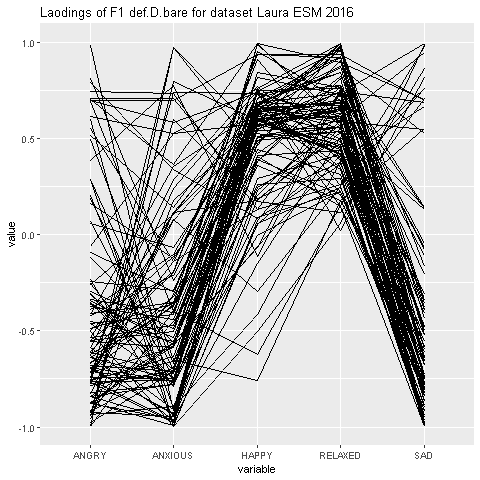 Laodings of F1 def.D.bare for dataset Laura ESM 2016
1.0
0.5
0.0
-0.5
-1.0
value
ANGRY ANXIOUS HAPPY RELAXED SAD
variable